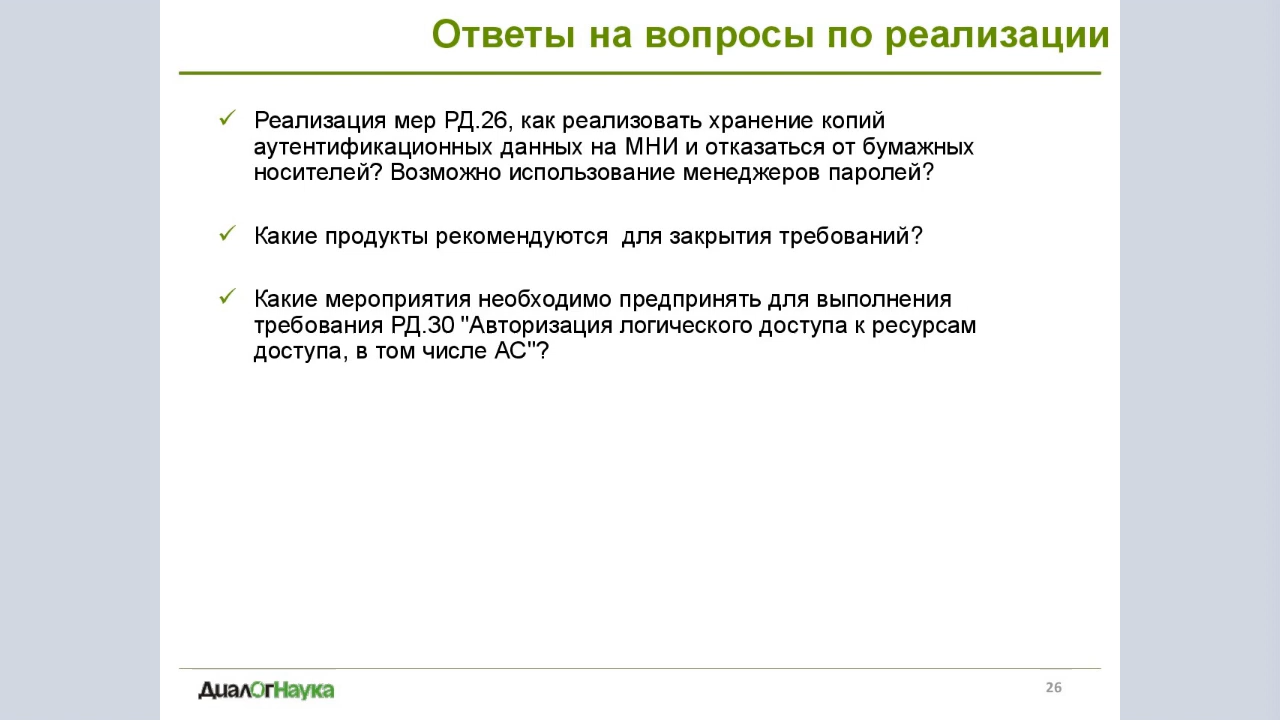 Ответы на вопросы по реализации
Реализация мер РД.26, как реализовать хранение копий
аутентификационных данных на МНИ и отказаться от бумажных
носителей? Возможно использование менеджеров паролей?
Какие продукты рекомендуются  для закрытия требований?
Какие мероприятия необходимо предпринять для выполнения
требования РД.30 "Авторизация логического доступа к ресурсам
доступа, в том числе АС"?
ДиалОгНаука
26